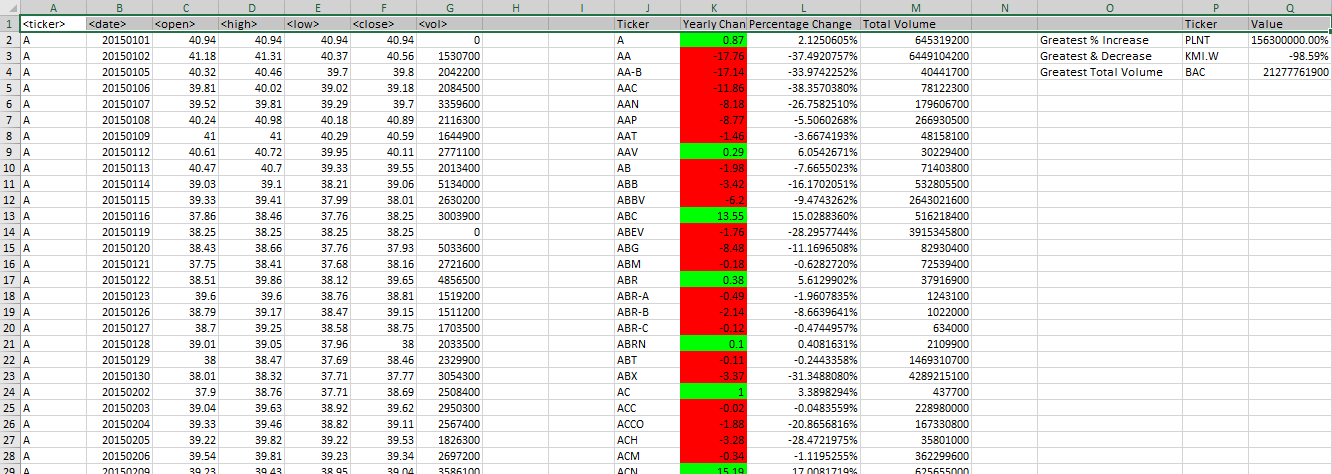 A B C D E F G H I J K L M N O P Q
1 <ticker> <date> <open> <high> <low> <close> <vol> Ticker Yearly Chan Percentage Change Total Volume Ticker Value
2 A 20150101 40.94 40.94 40.94 40.94 0 A 0.87 2.1250605% 645319200 Greatest % Increase PLNT 156300000.00%
3 A 20150102 41.18 41.31 40.37 40.56 1530700 AA -17.76 -37.4920757% 6449104200 Greatest & Decrease KMI.W -98.59%
4 A 20150105 40.32 40.46 39.7 39.8 2042200 AA-B -17.14 -33.9742252% 40441700 Greatest Total Volume BAC 21277761900
5 A 20150106 39.81 40.02 39.02 39.18 2084500 AAC -11.86 -38.3570380% 78122300
6 A 20150107 39.52 39.81 39.29 39.7 3359600 AAN -8.18 -26.7582510% 179606700
7 A 20150108 40.24 40.98 40.18 40.89 2116300 AAP -8.77 -5.5060268% 266930500
8 A 20150109 41 41 40.29 40.59 1644900 AAT -1.46 -3.6674193% 48158100
9 A 20150112 40.61 40.72 39.95 40.11 2771100 AAV 0.29 6.0542671% 30229400
10 A 20150113 40.47 40.7 39.33 39.55 2013400 AB -1.98 -7.6655023% 71403800
11 A 20150114 39.03 39.1 38.21 39.06 5134000 ABB -3.42 -16.1702051% 532805500
12 A 20150115 39.33 39.41 37.99 38.01 2630200 ABBV -6.2 -9.4743262% 2643021600
13 A 20150116 37.86 38.46 37.76 38.25 3003900 ABC 13.55 15.0288360% 516218400
14 A 20150119 38.25 38.25 38.25 38.25 0 ABEV -1.76 -28.2957744% 3915345800
15 A 20150120 38.43 38.66 37.76 37.93 5033600 ABG -8.48 -11.1696508% 82930400
16 A 20150121 37.75 38.41 37.68 38.16 2721600 ABM -0.18 -0.6282720% 72539400
17 A 20150122 38.51 39.86 38.12 39.65 4856500 ABR 0.38 5.6129902% 37916900
18 A 20150123 39.6 39.6 38.76 38.81 1519200 ABR-A -0.49 -1.9607835% 1243100
19 A 20150126 38.79 39.17 38.47 39.15 1511200 ABR-B -2.14 -8.6639641% 1022000
20 A 20150127 38.7 39.25 38.58 38.75 1703500 ABR-C -0.12 -0.4744957% 634000
21 A 20150128 39.01 39.05 37.96 38 2033500 ABRN 0.1 0.4081631% 2109900
22 A 20150129 38 38.47 37.69 38.46 2329900 ABT -0.11 -0.2443358% 1469310700
23 A 20150130 38.01 38.32 37.71 37.77 3054300 ABX -3.37 -31.3488080% 4289215100
24 A 20150202 37.9 38.76 37.71 38.69 2508400 AC 1 3.3898294% 437700
25 A 20150203 39.04 39.63 38.92 39.62 2950300 ACC -0.02 -0.0483559% 228980000
26 A 20150204 39.33 39.46 38.82 39.11 2567400 ACCO -1.88 -20.8656816% 167330800
27 A 20150205 39.22 39.82 39.22 39.53 1826300 ACH -3.28 -28.4721975% 35801000
28 A 20150206 39.54 39.81 39.23 39.34 2697200 ACM -0.34 -1.1195255% 362299600
29 A 20150209 39.23 39.43 38.95 39.04 3586100 ACN 15.19 17.0081719% 625655000